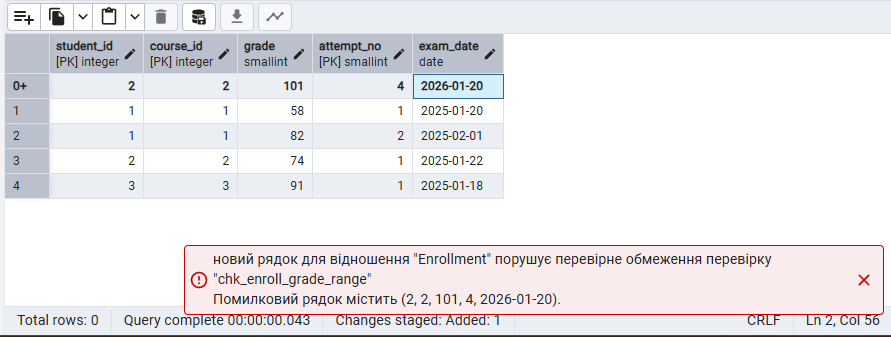 student_id course_id grade attempt_no exam_date
[PK] integer [PK] integer smallint [PK] smallint date
0+ 2 2 101 4 2026-01-20
1 1 1 58 1 2025-01-20
2 1 1 82 2 2025-02-01
3 2 2 74 1 2025-01-22
4 3 3 91 1 2025-01-18
новий рядок для відношення "Enrollment" порушує перевірне обмеження перевірку
"chk_enroll_grade_range"
Помилковий рядок містить (2, 2, 101, 4, 2026-01-20).
Total rows: 0 Query complete 00:00:00.043 Changes staged: Added: 1 CRLF Ln 2, Col 56